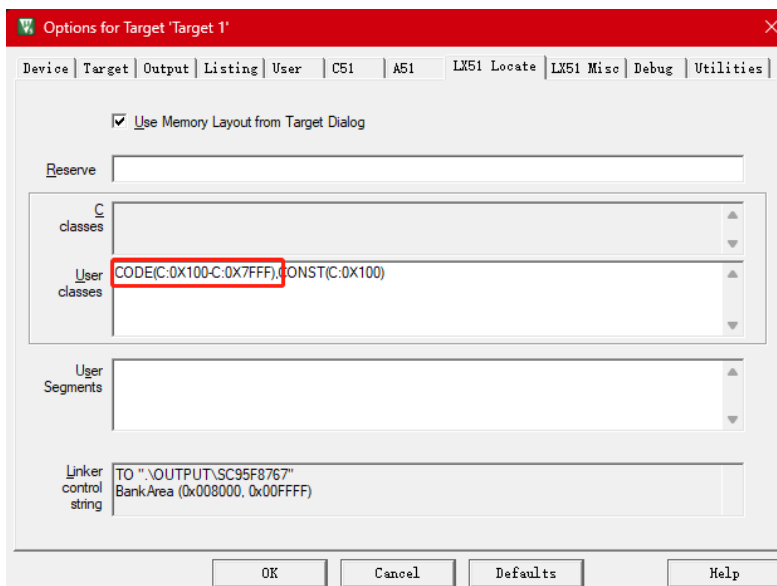 Options for Target 'Target 1'
Device Target Output Listing User C51 A51 LX51 Locate LX51 Misc Debug Utilities
Use Memory Layout from Target Dialog
Reserve
C
classes
User
classes
CODE(C:0X100-C:0X7FFF),CONST(C:0X100)
User
Segments
Linker
control
string
TO ".\OUTPUT\SC95F8767"
BankArea (0x008000, 0x00FFFF)
OK Cancel Defaults Help